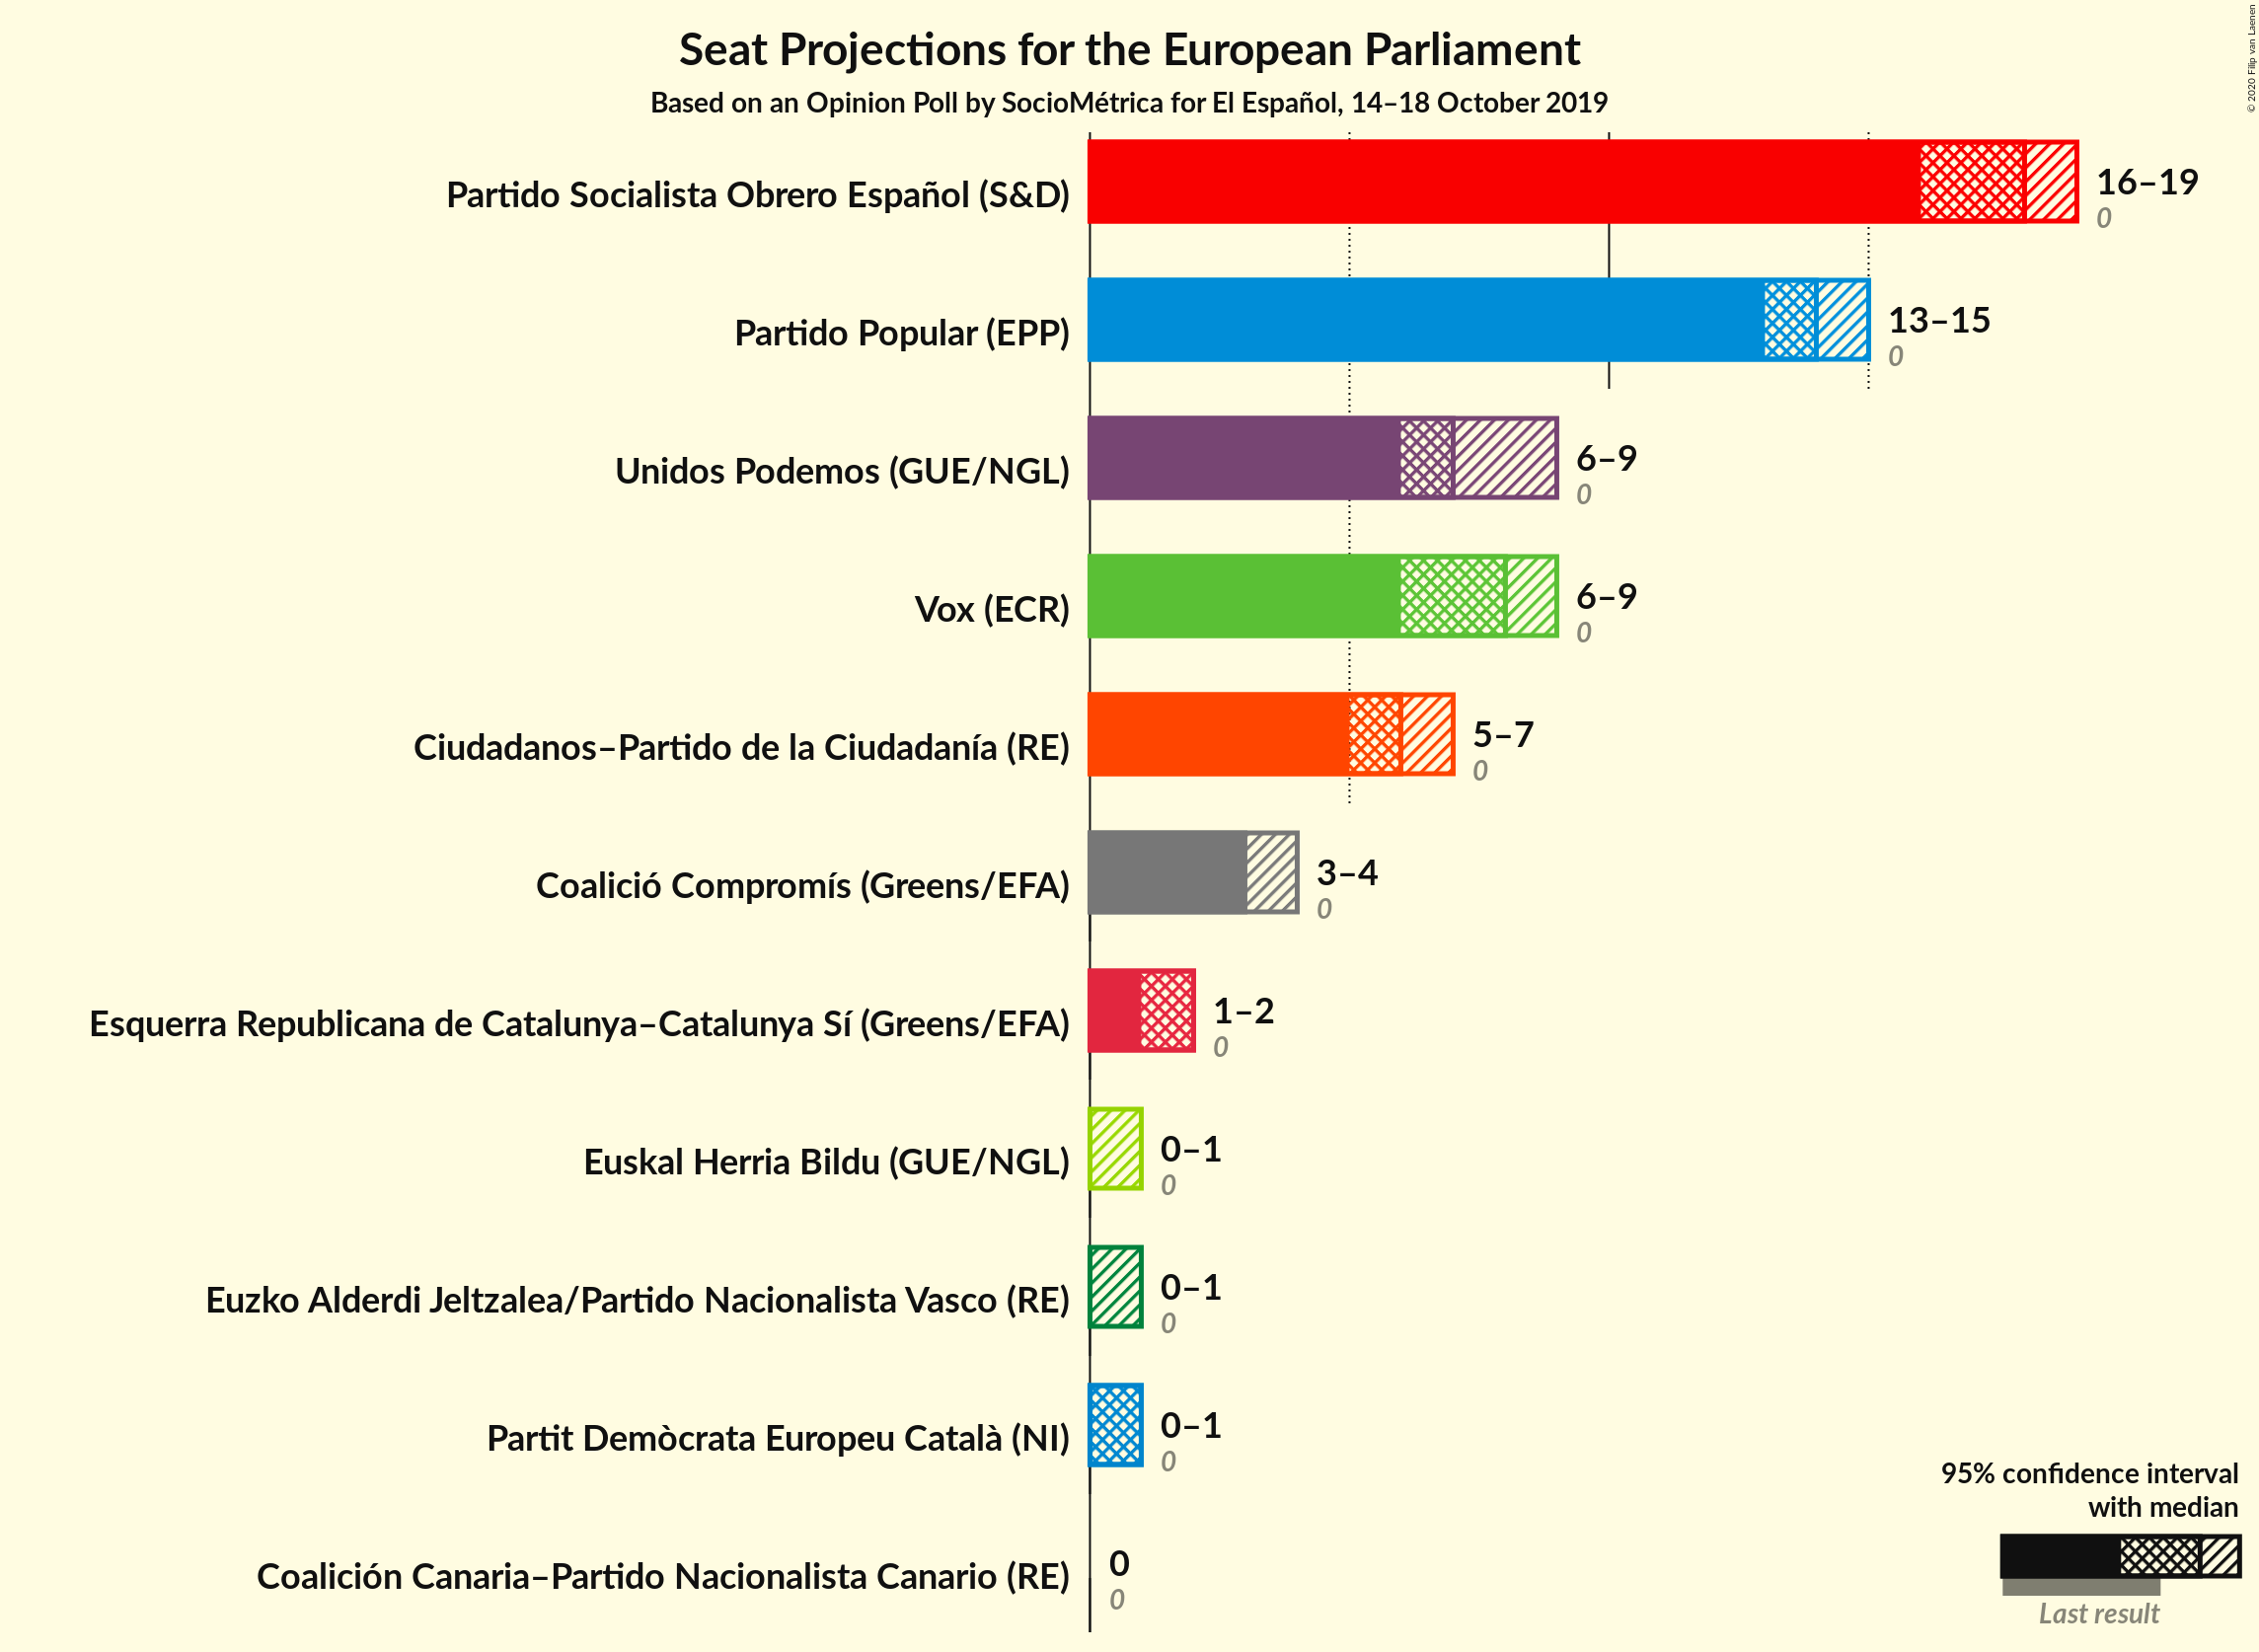 Seat Projections for the European Parliament
Based on an Opinion Poll by SocioMétrica for El Español, 14–18 October 2019
© 2020 Filip van Laenen
Partido Socialista Obrero Español (S&D)
16–19
0
Partido Popular (EPP)
13–15
0
Unidos Podemos (GUE/NGL)
6–9
0
Vox (ECR)
6–9
0
Ciudadanos–Partido de la Ciudadanía (RE)
5–7
0
Coalició Compromís (Greens/EFA)
3–4
0
Esquerra Republicana de Catalunya–Catalunya Sí (Greens/EFA)
1–2
0
Euskal Herria Bildu (GUE/NGL)
0–1
0
Euzko Alderdi Jeltzalea/Partido Nacionalista Vasco (RE)
0–1
0
Partit Demòcrata Europeu Català (NI)
0–1
0
Coalición Canaria–Partido Nacionalista Canario (RE)
0
0
95% confidence interval
with median
Last result